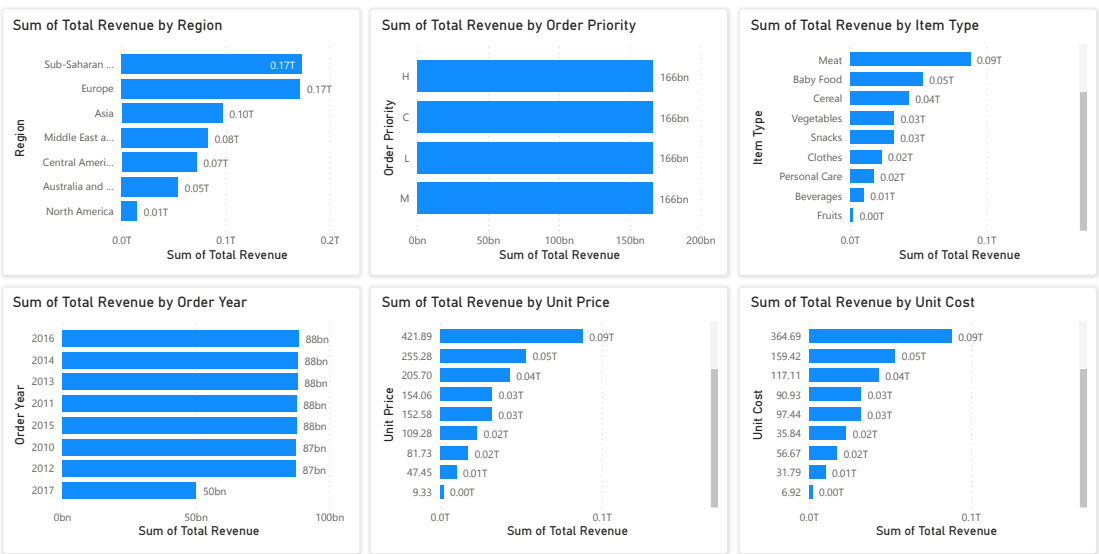 Sum of Total Revenue by Region
Region
Sub-Saharan ...
0.17T
Europe
0.17T
Asia
0.10T
Middle East a...
0.08T
Central Ameri...
0.07T
Australia and ...
0.05T
North America
0.01T
0.0T 0.1T 0.2T
Sum of Total Revenue
Sum of Total Revenue by Order Priority
Order Priority
H
166bn
C
166bn
L
166bn
M
166bn
0bn 50bn 100bn 150bn 200bn
Sum of Total Revenue
Sum of Total Revenue by Item Type
Item Type
Meat
0.09T
Baby Food
0.05T
Cereal
0.04T
Vegetables
0.03T
Snacks
0.03T
Clothes
0.02T
Personal Care
0.02T
Beverages
0.01T
Fruits
0.00T
0.0T 0.1T
Sum of Total Revenue
Sum of Total Revenue by Order Year
Order Year
2016
88bn
2014
88bn
2013
88bn
2011
88bn
2015
88bn
2010
87bn
2012
87bn
2017
50bn
0bn 50bn 100bn
Sum of Total Revenue
Sum of Total Revenue by Unit Price
Unit Price
421.89
0.09T
255.28
0.05T
205.70
0.04T
154.06
0.03T
152.58
0.03T
109.28
0.02T
81.73
0.02T
47.45
0.01T
9.33
0.00T
0.0T 0.1T
Sum of Total Revenue
Sum of Total Revenue by Unit Cost
Unit Cost
364.69
0.09T
159.42
0.05T
117.11
0.04T
90.93
0.03T
97.44
0.03T
35.84
0.02T
56.67
0.02T
31.79
0.01T
6.92
0.00T
0.0T 0.1T
Sum of Total Revenue